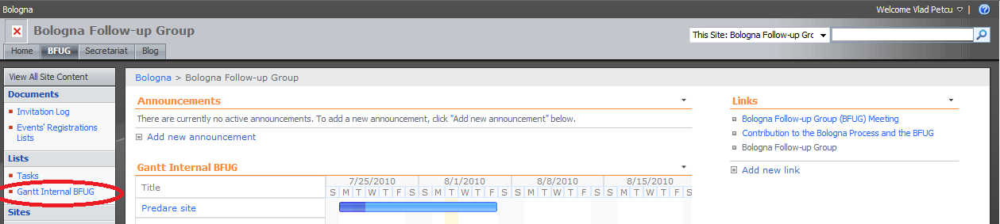 Bologna
Welcome Vlad Petcu
Bologna Follow-up Group
This Site: Bologna Follow-up Grc
Home BFUG Secretariat Blog
View All Site Content
Documents
Invitation Log
Events' Registrations
Lists
Lists
Tasks
Gantt Internal BFUG
Sites
Bologna > Bologna Follow-up Group
Announcements
There are currently no active announcements. To add a new announcement, click "Add new announcement" below.
Add new announcement
Gantt Internal BFUG
Title
7/25/2010 8/1/2010 8/8/2010 8/15/2010
S M T W T F S S M T W T F S S M T W T F S S M T W T F S
Predare site
Links
Bologna Follow-up Group (BFUG) Meeting
Contribution to the Bologna Process and the BFUG
Bologna Follow-up Group
Add new link